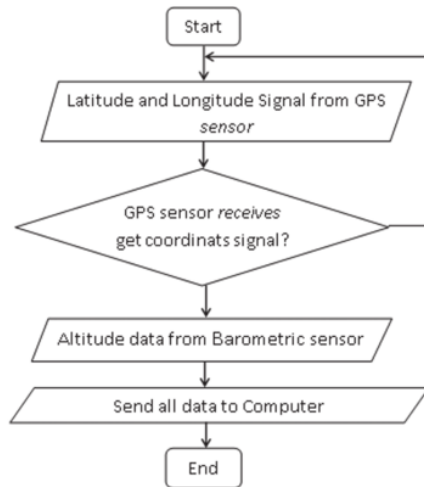 Start
Latitude and Longitude Signal from GPS
sensor
GPS sensor receives
get coordinats signal?
Altitude data from Barometric sensor
Send all data to Computer
End